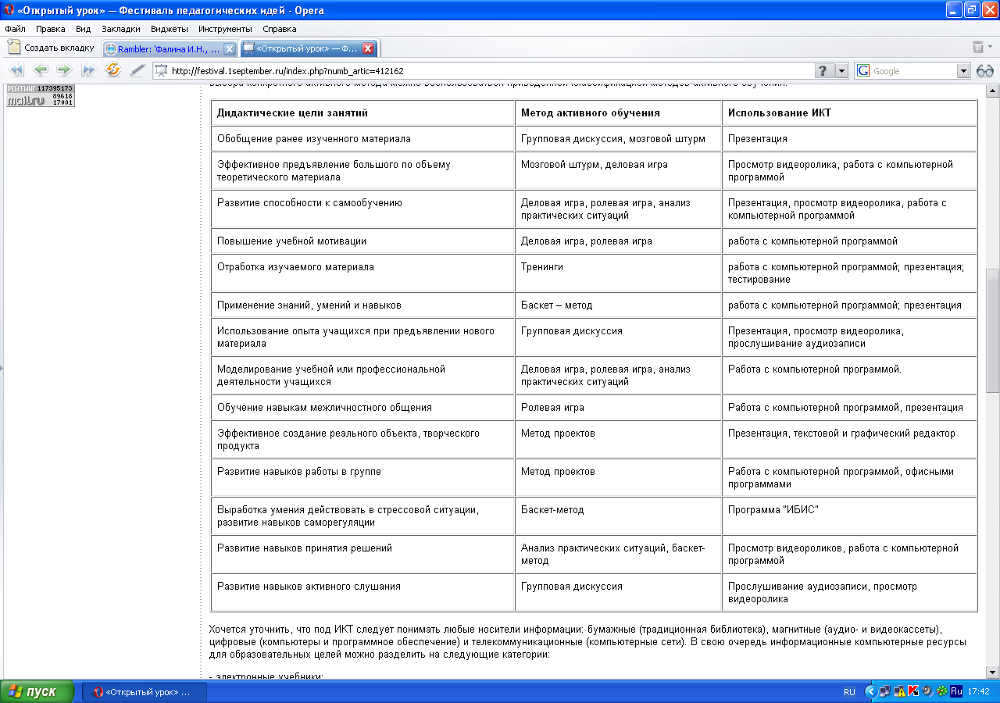 «Открытый урок» — Фестиваль педагогических идей - Opera
Файл Правка Вид Закладки Виджеты Инструменты Справка
Создать вкладку Rambler: 'Фалина И.Н., ... «Открытый урок» — Ф...
http://festival.1september.ru/index.php?numb_artic=412162 ? Google
РЕЙТИНГ 117395173
89618
mail.ru 17001
Дидактические цели занятий Метод активного обучения Использование ИКТ
Обобщение ранее изученного материала Групповая дискуссия, мозговой штурм Презентация
Эффективное предъявление большого по объему Мозговой штурм, деловая игра Просмотр видеоролика, работа с компьютерной
теоретического материала программой
Развитие способности к самообучению Деловая игра, ролевая игра, анализ Презентация, просмотр видеоролика, работа с
практических ситуаций компьютерной программой
Повышение учебной мотивации Деловая игра, ролевая игра работа с компьютерной программой
Отработка изучаемого материала Тренинги работа с компьютерной программой; презентация;
тестирование
Применение знаний, умений и навыков Баскет – метод работа с компьютерной программой; презентация
Использование опыта учащихся при предъявлении нового Групповая дискуссия Презентация, просмотр видеоролика,
материала прослушивание аудиозаписи
Моделирование учебной или профессиональной Деловая игра, ролевая игра, анализ Работа с компьютерной программой.
деятельности учащихся практических ситуаций
Обучение навыкам межличностного общения Ролевая игра Работа с компьютерной программой, презентация
Эффективное создание реального объекта, творческого Метод проектов Презентация, текстовой и графический редактор
продукта
Развитие навыков работы в группе Метод проектов Работа с компьютерной программой, офисными
программами
Выработка умения действовать в стрессовой ситуации, Баскет-метод Программа "ИБИС"
развитие навыков саморегуляции
Развитие навыков принятия решений Анализ практических ситуаций, баскет- Просмотр видеороликов, работа с компьютерной
метод программой
Развитие навыков активного слушания Групповая дискуссия Прослушивание аудиозаписи, просмотр
видеоролика
Хочется уточнить, что под ИКТ следует понимать любые носители информации: бумажные (традиционная библиотека), магнитные (аудио- и видеокассеты),
цифровые (компьютеры и программное обеспечение) и телекоммуникационные (компьютерные сети). В свою очередь информационные компьютерные ресурсы
для образовательных целей можно разделить на следующие категории:
- электронные учебники;
пуск «Открытый урок» ... RU Ru 17:42